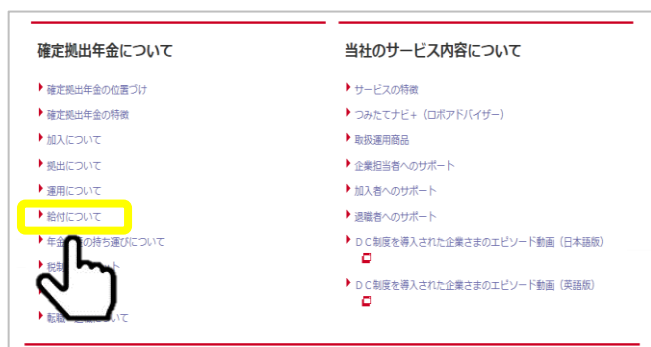 確定拠出年金について
確定拠出年金の位置づけ
確定拠出年金の特徴
加入について
拠出について
運用について
給付について
年金の持ち運びについて
税制
転職いて
当社のサービス内容について
サービスの特徴
つみたてナビ+（ロボアドバイザー）
取扱運用商品
企業担当者へのサポート
加入者へのサポート
退職者へのサポート
ＤＣ制度を導入された企業さまのエピソード動画（日本語版）
ＤＣ制度を導入された企業さまのエピソード動画（英語版）